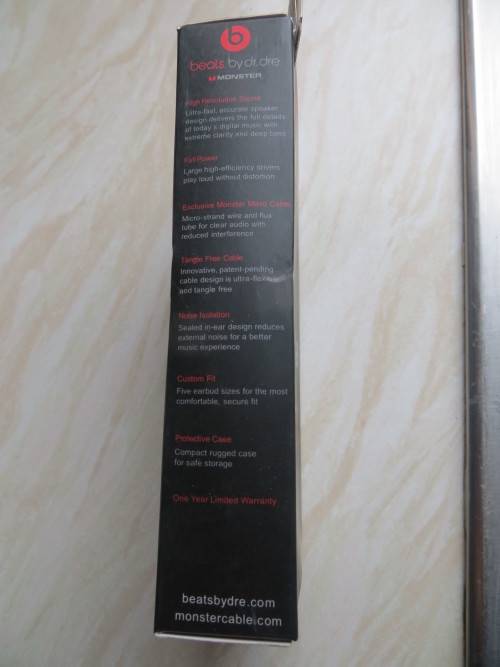 b
beats by dr. dre
MONSTER
High Resolution Sound
Ultra-fast, accurate speaker
design delivers the full details
of today's digital music with
extreme clarity and deep bass
Full Power
Large high-efficiency drivers
play loud without distortion
Exclusive Monster Micro Cable
Micro-strand wire and flux
tube for clear audio with
reduced interference
Tangle Free Cable
Innovative, patent-pending
cable design is ultra-flexible
and tangle free
Noise Isolation
Sealed in-ear design reduces
external noise for a better
music experience
Custom Fit
Five earbud sizes for the most
comfortable, secure fit
Protective Case
Compact rugged case
for safe storage
One Year Limited Warranty
beatsbydre.com
monstercable.com